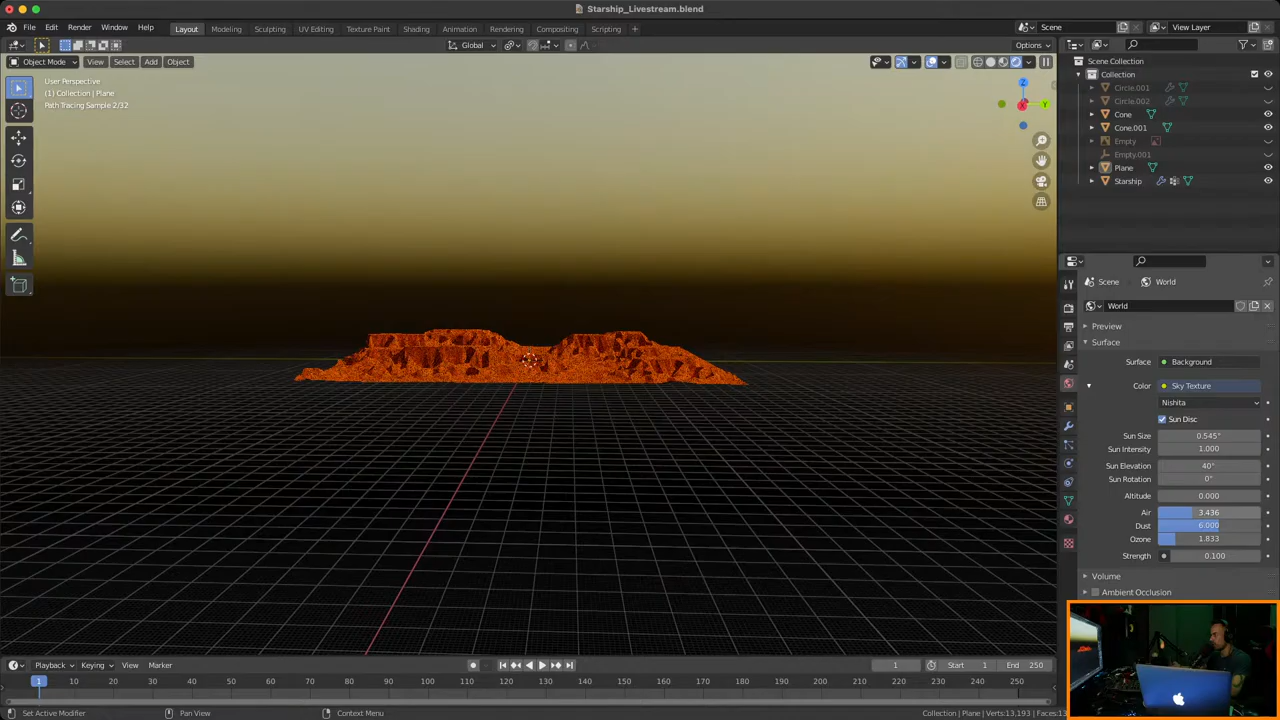 Starship_Livestream.blend
File Edit Render Window Help
Layout Modeling Sculpting UV Editing Texture Paint Shading Animation Rendering Compositing Scripting +
Scene
View Layer
Global
Options
Object Mode View Select Add Object
User Perspective
(1) Collection | Plane
Path Tracing Sample 2/32
Z
X
Y
Scene Collection
Collection
Circle.001
Circle.002
Cone
Cone.001
Empty
Empty.001
Plane
Starship
Scene World
World
Preview
Surface
Surface Background
Color Sky Texture
Nishita
Sun Disc
Sun Size 0.545°
Sun Intensity 1.000
Sun Elevation 40°
Sun Rotation 0°
Altitude 0.000
Air 3.436
Dust 6.000
Ozone 1.833
Strength 0.100
Volume
Ambient Occlusion
Playback Keying View Marker
1
Start 1
End 250
1 10 20 30 40 50 60 70 80 90 100 110 120 130 140 150 160 170 180 190 200 210 220 230 240 250
Set Active Modifier
Pan View
Context Menu
Collection | Plane | Verts:13,193 | Faces:13